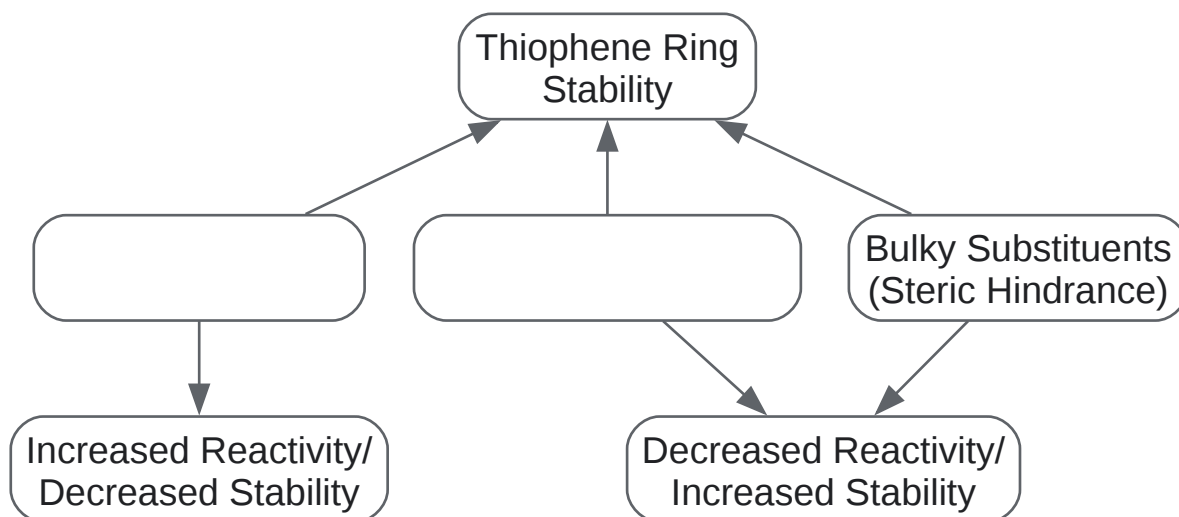 Thiophene Ring
Stability
Bulky Substituents
(Steric Hindrance)
Increased Reactivity/
Decreased Stability
Decreased Reactivity/
Increased Stability